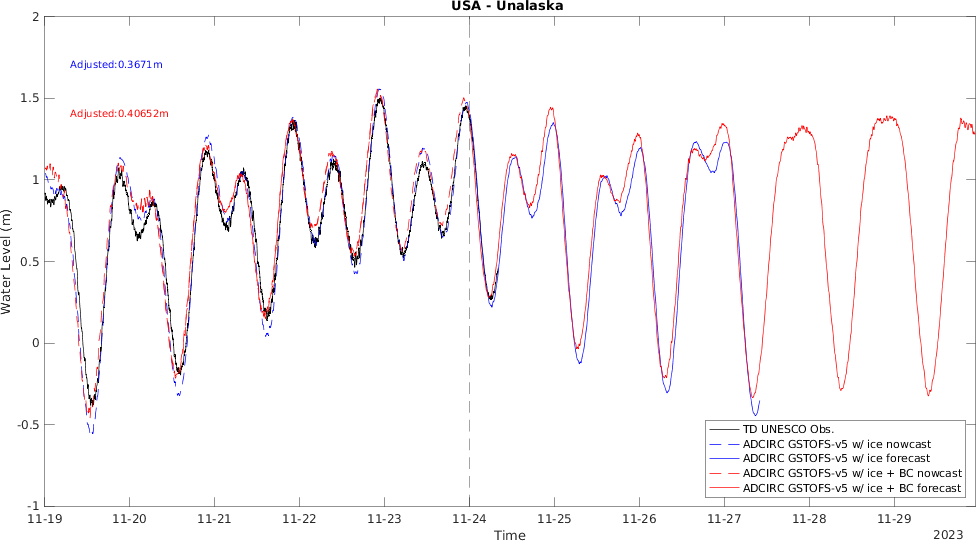 USA - Unalaska
Adjusted:0.3671m
Adjusted:0.40652m
Water Level (m)
2
1.5
1
0.5
0
-0.5
-1
TD UNESCO Obs.
ADCIRC GSTOFS-v5 w/ ice nowcast
ADCIRC GSTOFS-v5 w/ ice forecast
ADCIRC GSTOFS-v5 w/ ice + BC nowcast
ADCIRC GSTOFS-v5 w/ ice + BC forecast
11-19 11-20 11-21 11-22 11-23 11-24 11-25 11-26 11-27 11-28 11-29
Time
2023